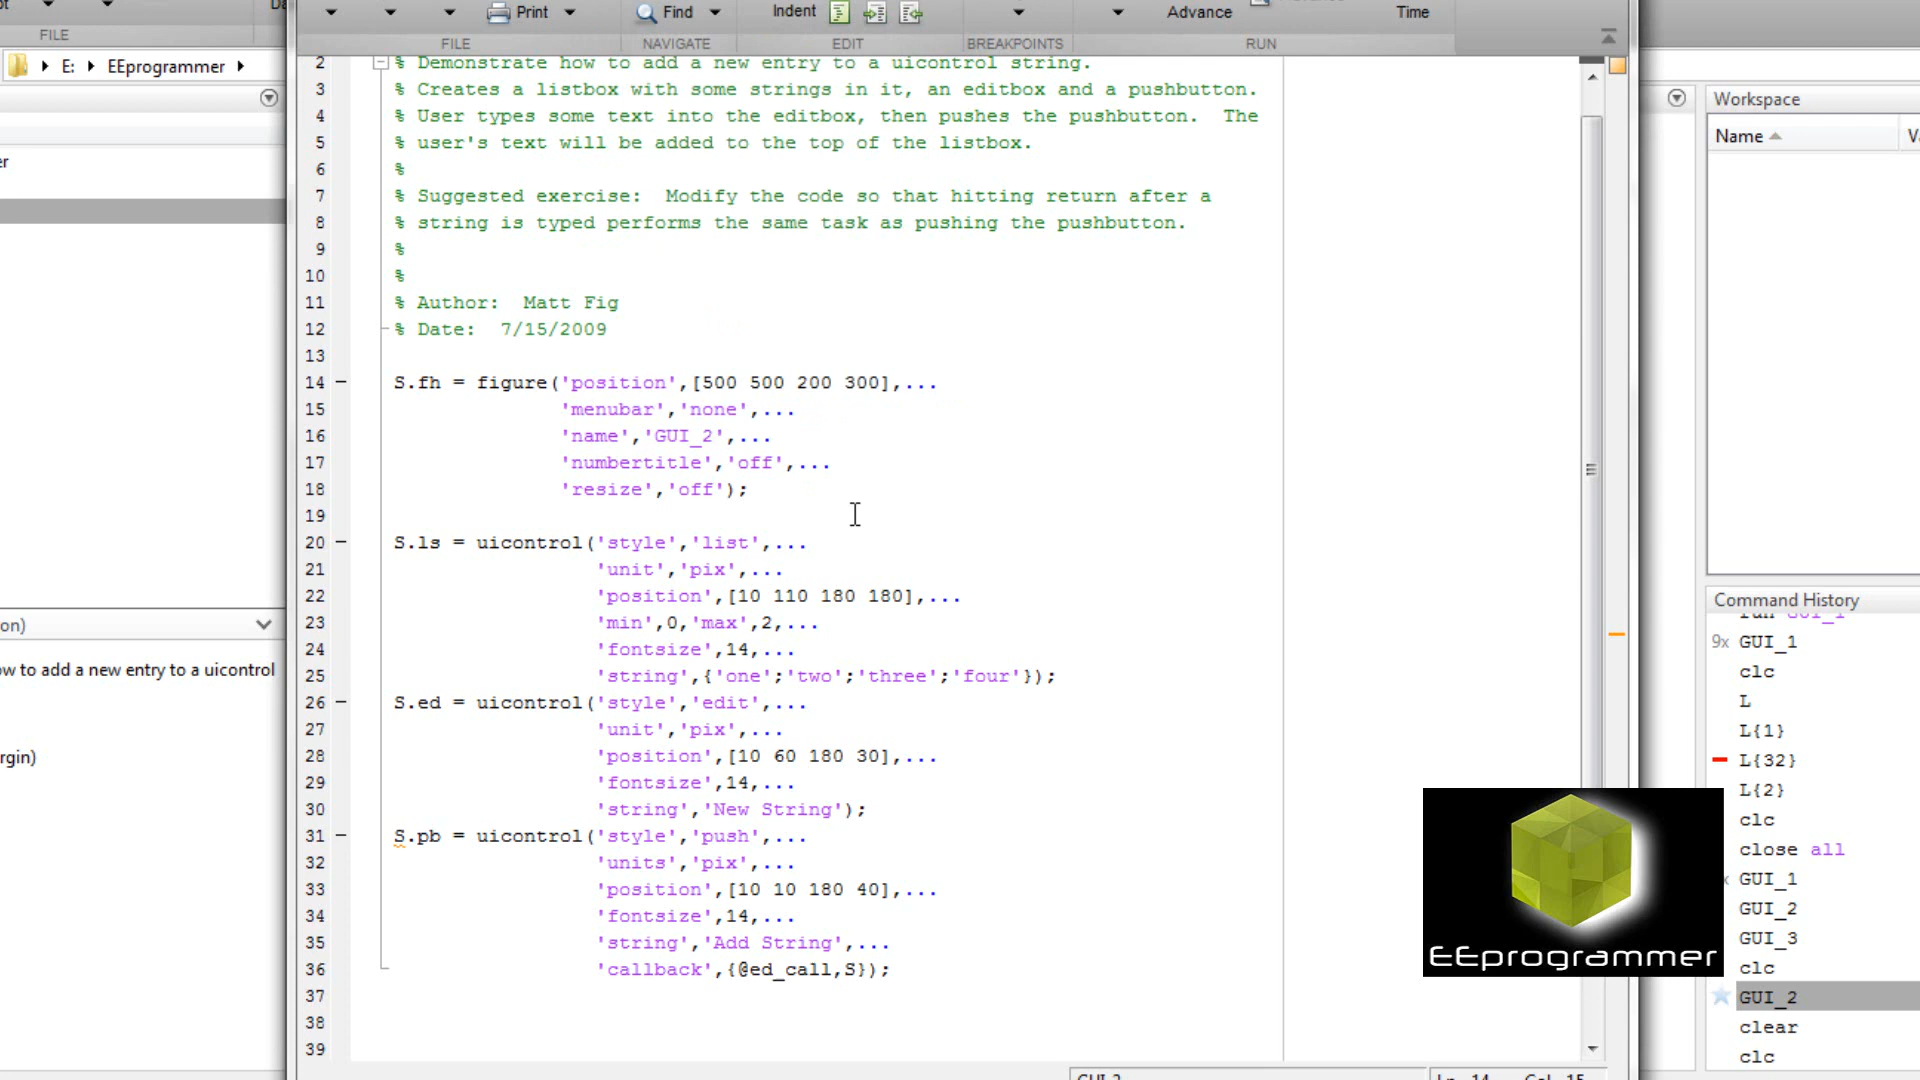 Print
Find
Indent
Advance
Time
FILE
FILE
NAVIGATE
EDIT
BREAKPOINTS
RUN
E:
EEprogrammer
2 % Demonstrate how to add a new entry to a uicontrol string.
3 % Creates a listbox with some strings in it, an editbox and a pushbutton.
4 % User types some text into the editbox, then pushes the pushbutton.  The
5 % user's text will be added to the top of the listbox.
6 %
7 % Suggested exercise:  Modify the code so that hitting return after a
8 % string is typed performs the same task as pushing the pushbutton.
9 %
10 %
11 % Author:  Matt Fig
12 % Date:  7/15/2009
13
14 S.fh = figure('position',[500 500 200 300],...
15 'menubar','none',...
16 'name','GUI_2',...
17 'numbertitle','off',...
18 'resize','off');
19
20 S.ls = uicontrol('style','list',...
21 'unit','pix',...
22 'position',[10 110 180 180],...
23 'min',0,'max',2,...
24 'fontsize',14,...
25 'string',{'one';'two';'three';'four'});
26 S.ed = uicontrol('style','edit',...
27 'unit','pix',...
28 'position',[10 60 180 30],...
29 'fontsize',14,...
30 'string','New String');
31 S.pb = uicontrol('style','push',...
32 'units','pix',...
33 'position',[10 10 180 40],...
34 'fontsize',14,...
35 'string','Add String',...
36 'callback',{@ed_call,S});
37
38
39
er
on)
ow to add a new entry to a uicontrol
rgin)
Workspace
Name
Command History
9x GUI_1
clc
L
L{1}
L{32}
L{2}
clc
close all
GUI_1
GUI_2
GUI_3
clc
GUI_2
clear
clc
EEprogrammer